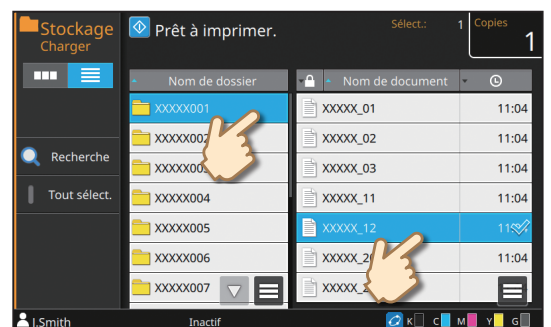 Stockage
Charger
Prêt à imprimer.
Sélect.: 1
Copies
1
Nom de dossier
Nom de document
XXXXX001
XXXXX_01 11:04
XXXXX002
XXXXX_02 11:04
Recherche
XXXXX_03 11:04
Tout sélect.
XXXXX004
XXXXX_11 11:04
XXXXX005
XXXXX_12
XXXXX006
11:04
XXXXX007
J.Smith
Inactif
K C M Y G